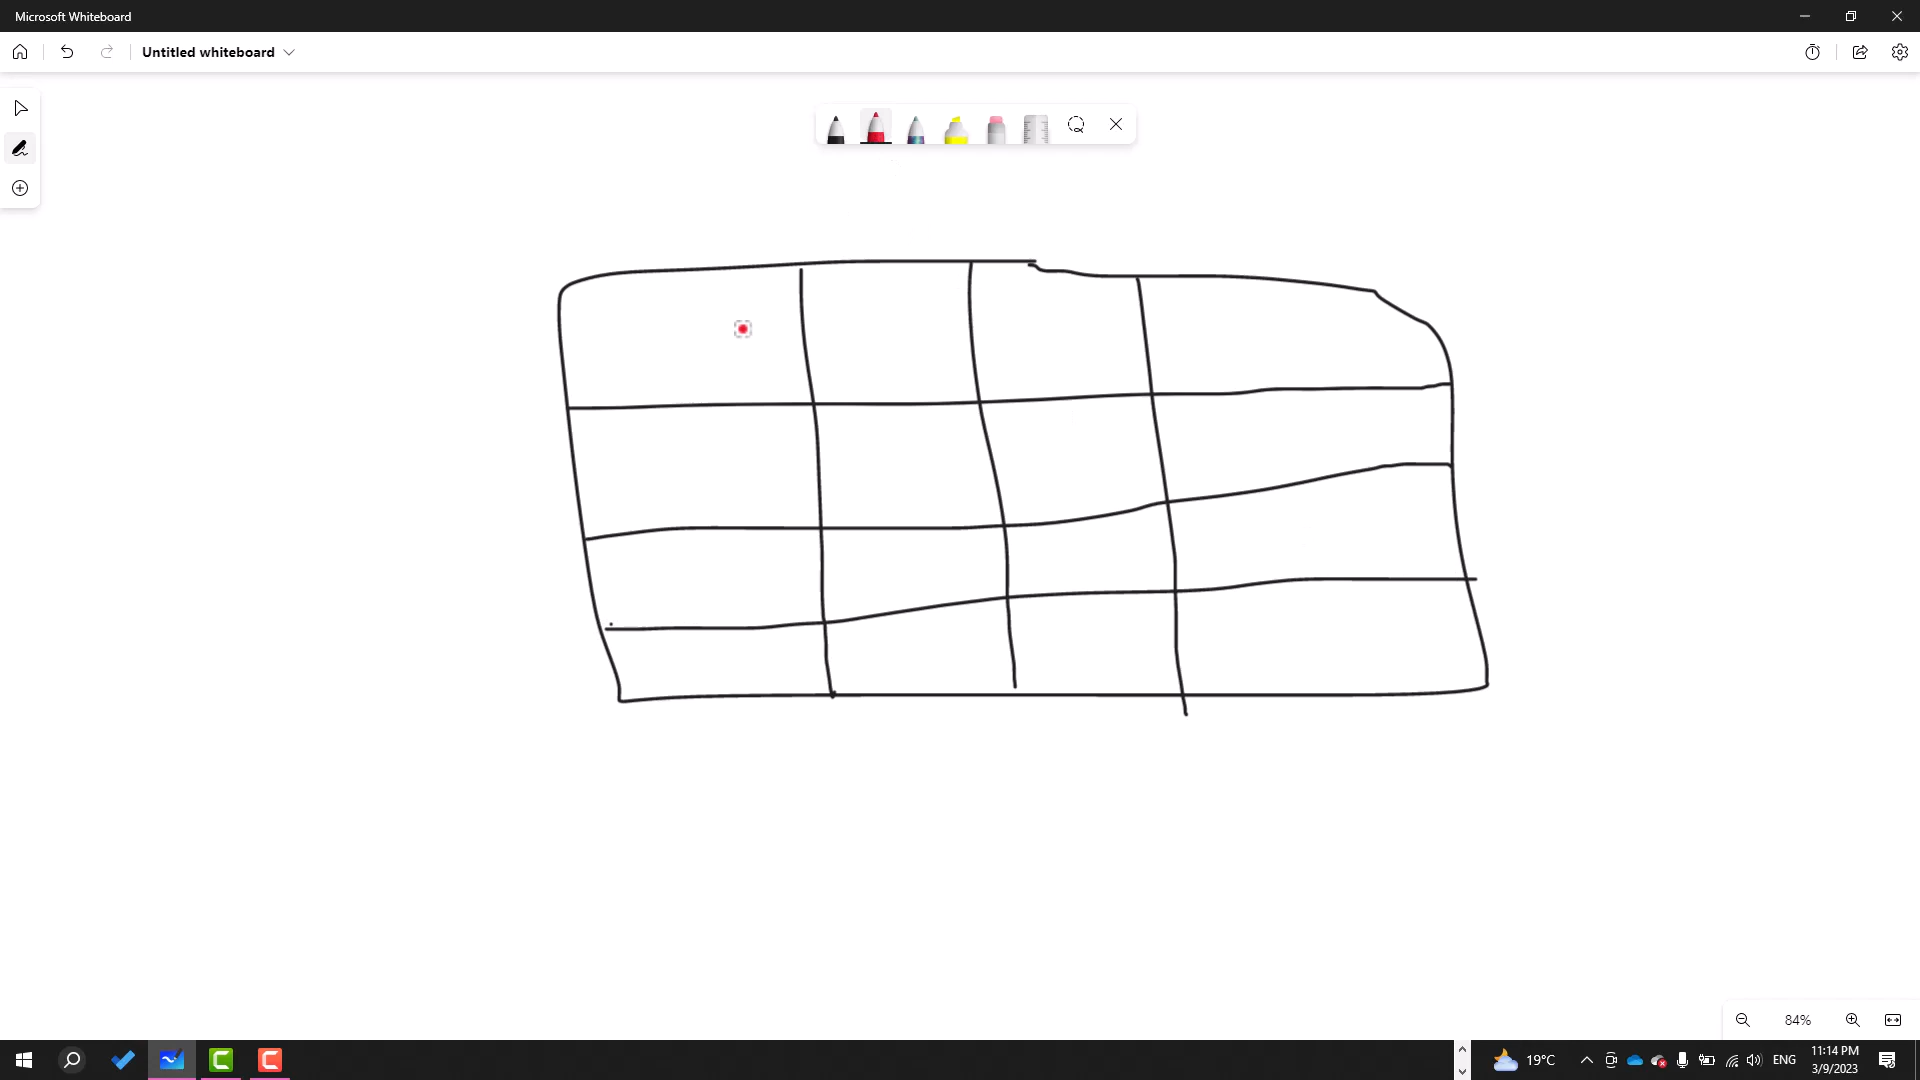 Microsoft Whiteboard
Untitled whiteboard
84%
19°C
ENG
11:14 PM
3/9/2023